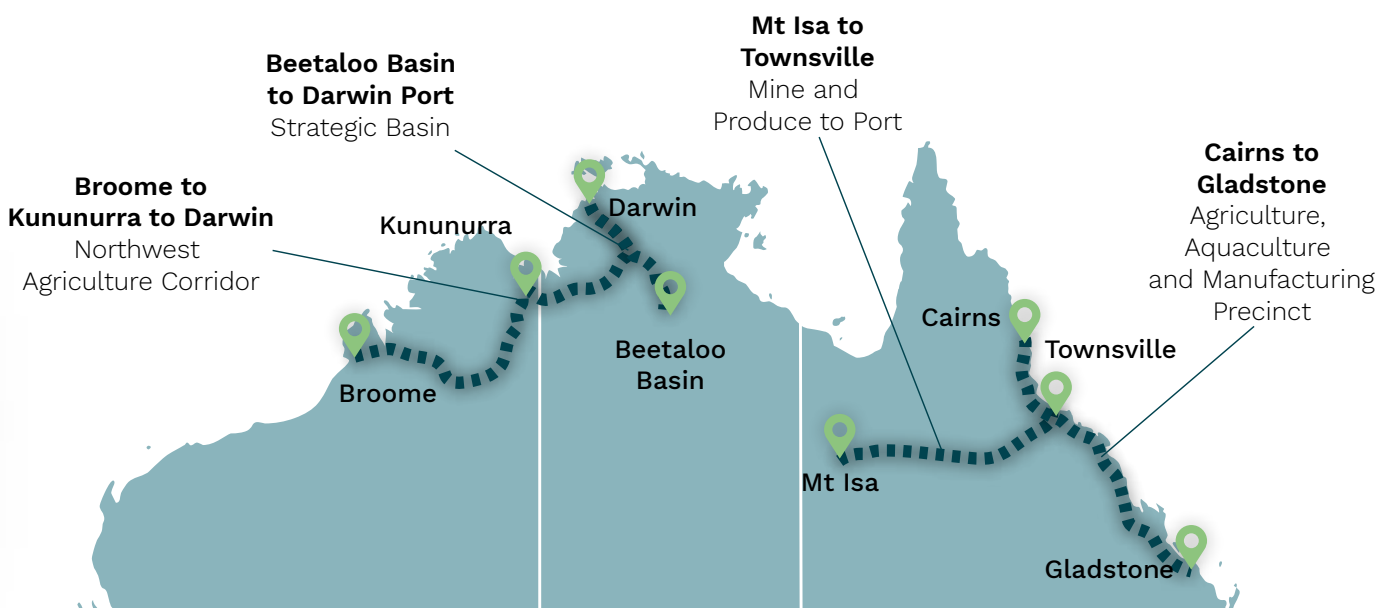 Mt Isa to
Townsville
Mine and
Produce to Port
Beetaloo Basin
to Darwin Port
Strategic Basin
Cairns to
Gladstone
Agriculture,
Aquaculture
and Manufacturing
Precinct
Broome to
Kununurra to Darwin
Northwest
Agriculture Corridor
Kununurra
Darwin
Beetaloo
Basin
Broome
Cairns
Townsville
Mt Isa
Gladstone